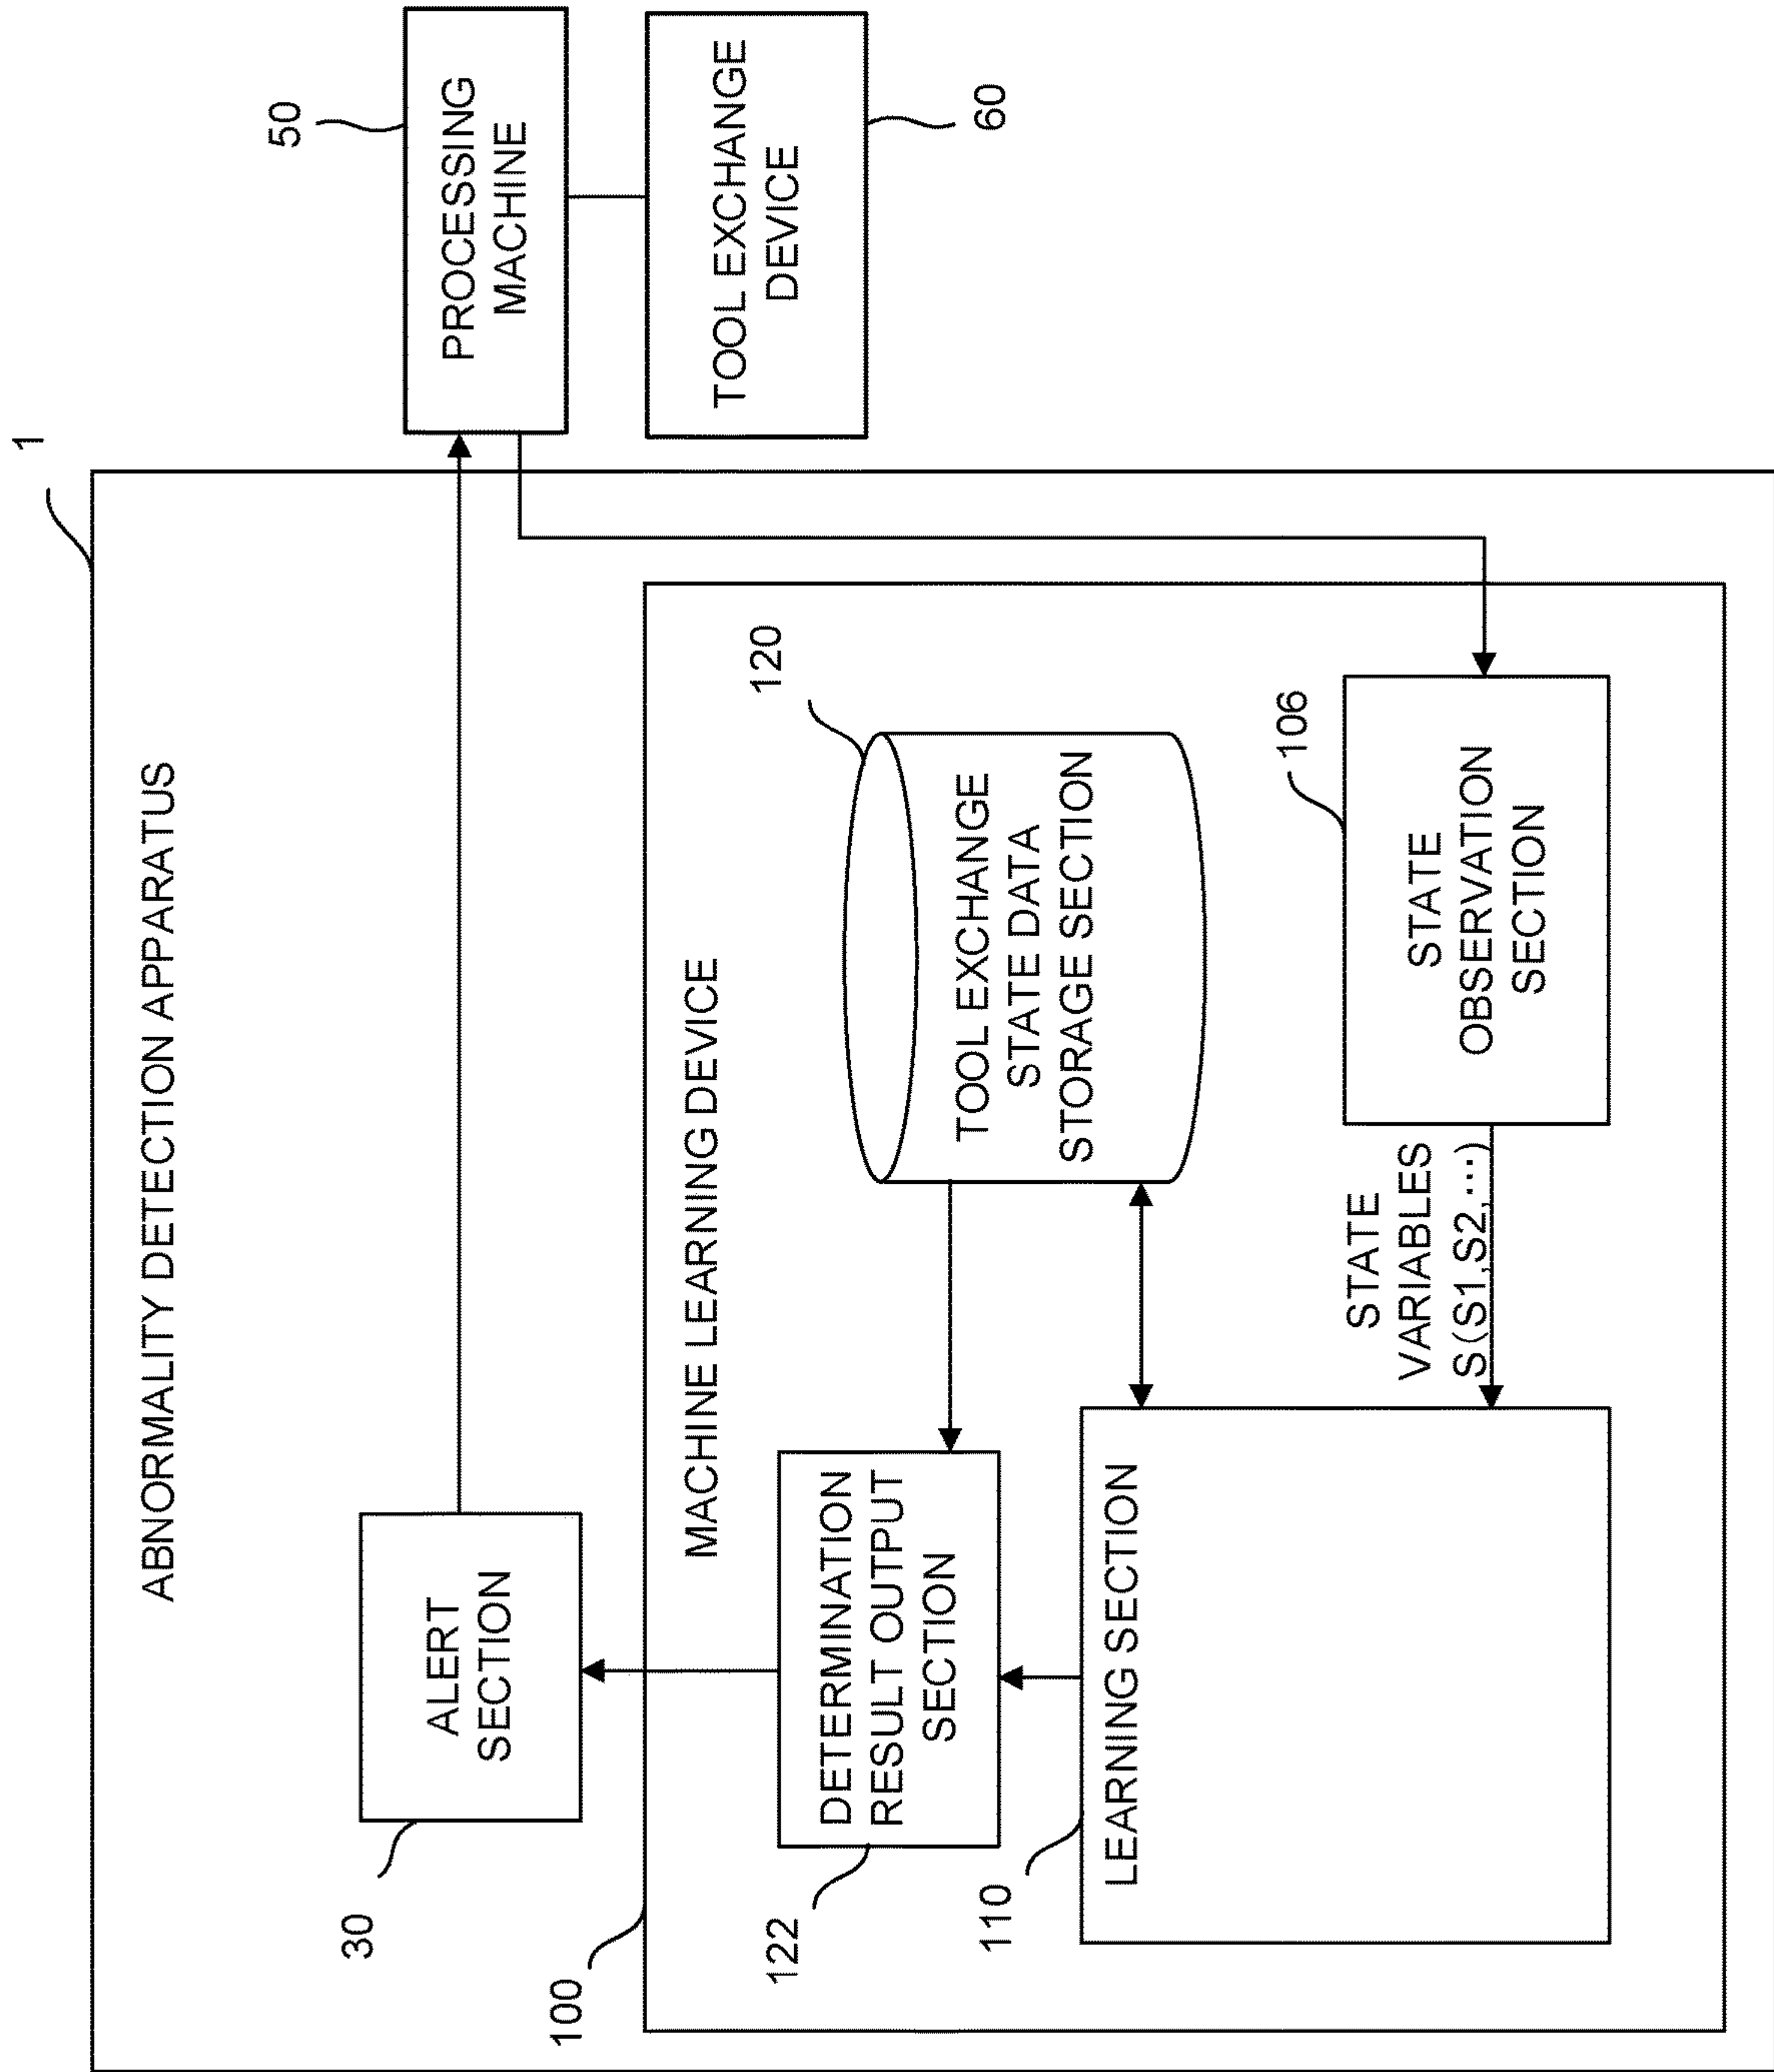 1
ABNORMALITY DETECTION APPARATUS
30
ALERT
SECTION
50
PROCESSING
MACHINE
TOOL EXCHANGE
DEVICE
60
100
MACHINE LEARNING DEVICE
122
DETERMINATION
RESULT OUTPUT
SECTION
120
TOOL EXCHANGE
STATE DATA
STORAGE SECTION
110
LEARNING SECTION
STATE
VARIABLES
S(S1,S2,···)
106
STATE
OBSERVATION
SECTION